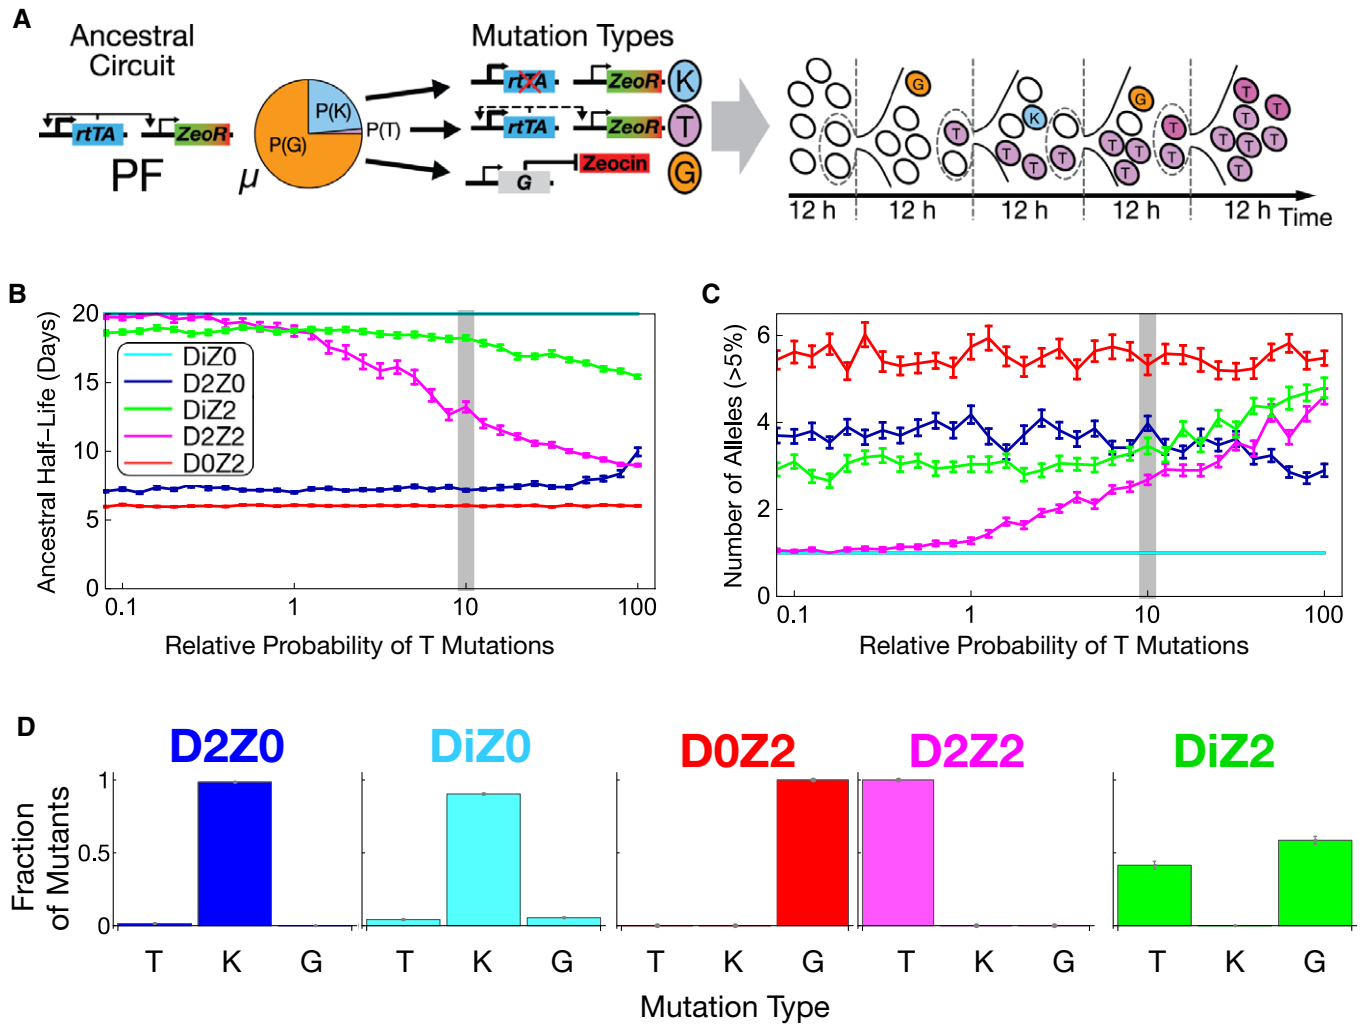 A
Ancestral
Circuit
Mutation Types
rtTA
ZeoR
PF
P(K)
P(T)
P(G)
μ
rtTA
ZeoR
K
rtTA
ZeoR
T
G
Zeocin
G
G
T
K
T
T
T
G
T
T
T
T
T
T
T
T
T
T
T
T
T
12 h
12 h
12 h
12 h
12 h
Time
B
Ancestral Half-Life (Days)
20
15
10
5
0
DiZ0
D2Z0
DiZ2
D2Z2
D0Z2
0.1
1
10
100
Relative Probability of T Mutations
C
Number of Alleles (>5%)
6
4
2
0
0.1
1
10
100
Relative Probability of T Mutations
D
D2Z0
DiZ0
D0Z2
D2Z2
DiZ2
Fraction
of Mutants
1
0.5
0
T K G
T K G
T K G
T K G
T K G
Mutation Type